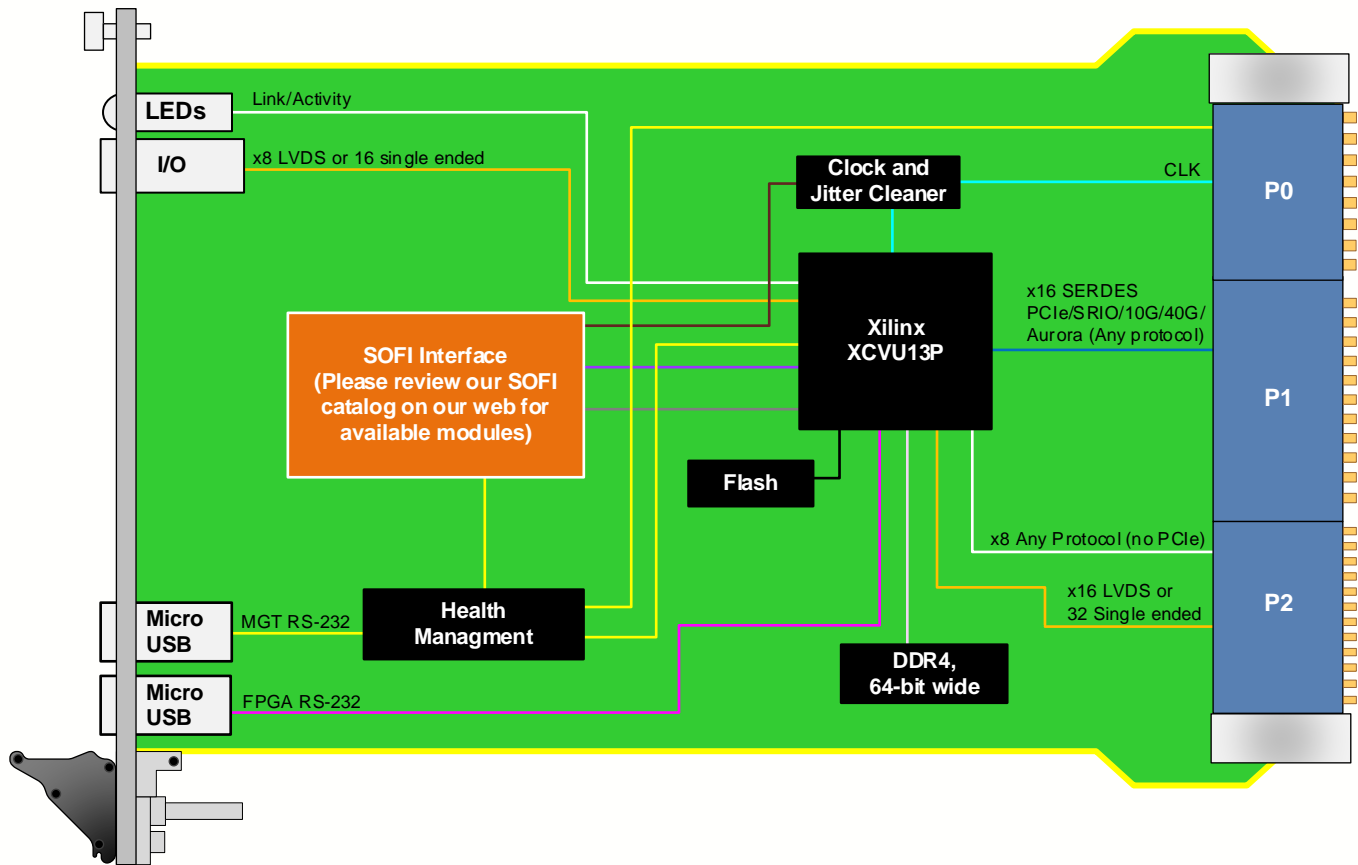 LEDs
Link/Activity
I/O
x8 LVDS or 16 single ended
Clock and
Jitter Cleaner
CLK
P0
x16 SERDES
PCIe/SRIO/10G/40G/
Aurora (Any protocol)
Xilinx
XCVU13P
SOFI Interface
(Please review our SOFI
catalog on our web for
available modules)
P1
Flash
x8 Any Protocol (no PCIe)
x16 LVDS or
32 Single ended
P2
Micro
USB
MGT RS-232
Health
Managment
DDR4,
64-bit wide
Micro
USB
FPGA RS-232